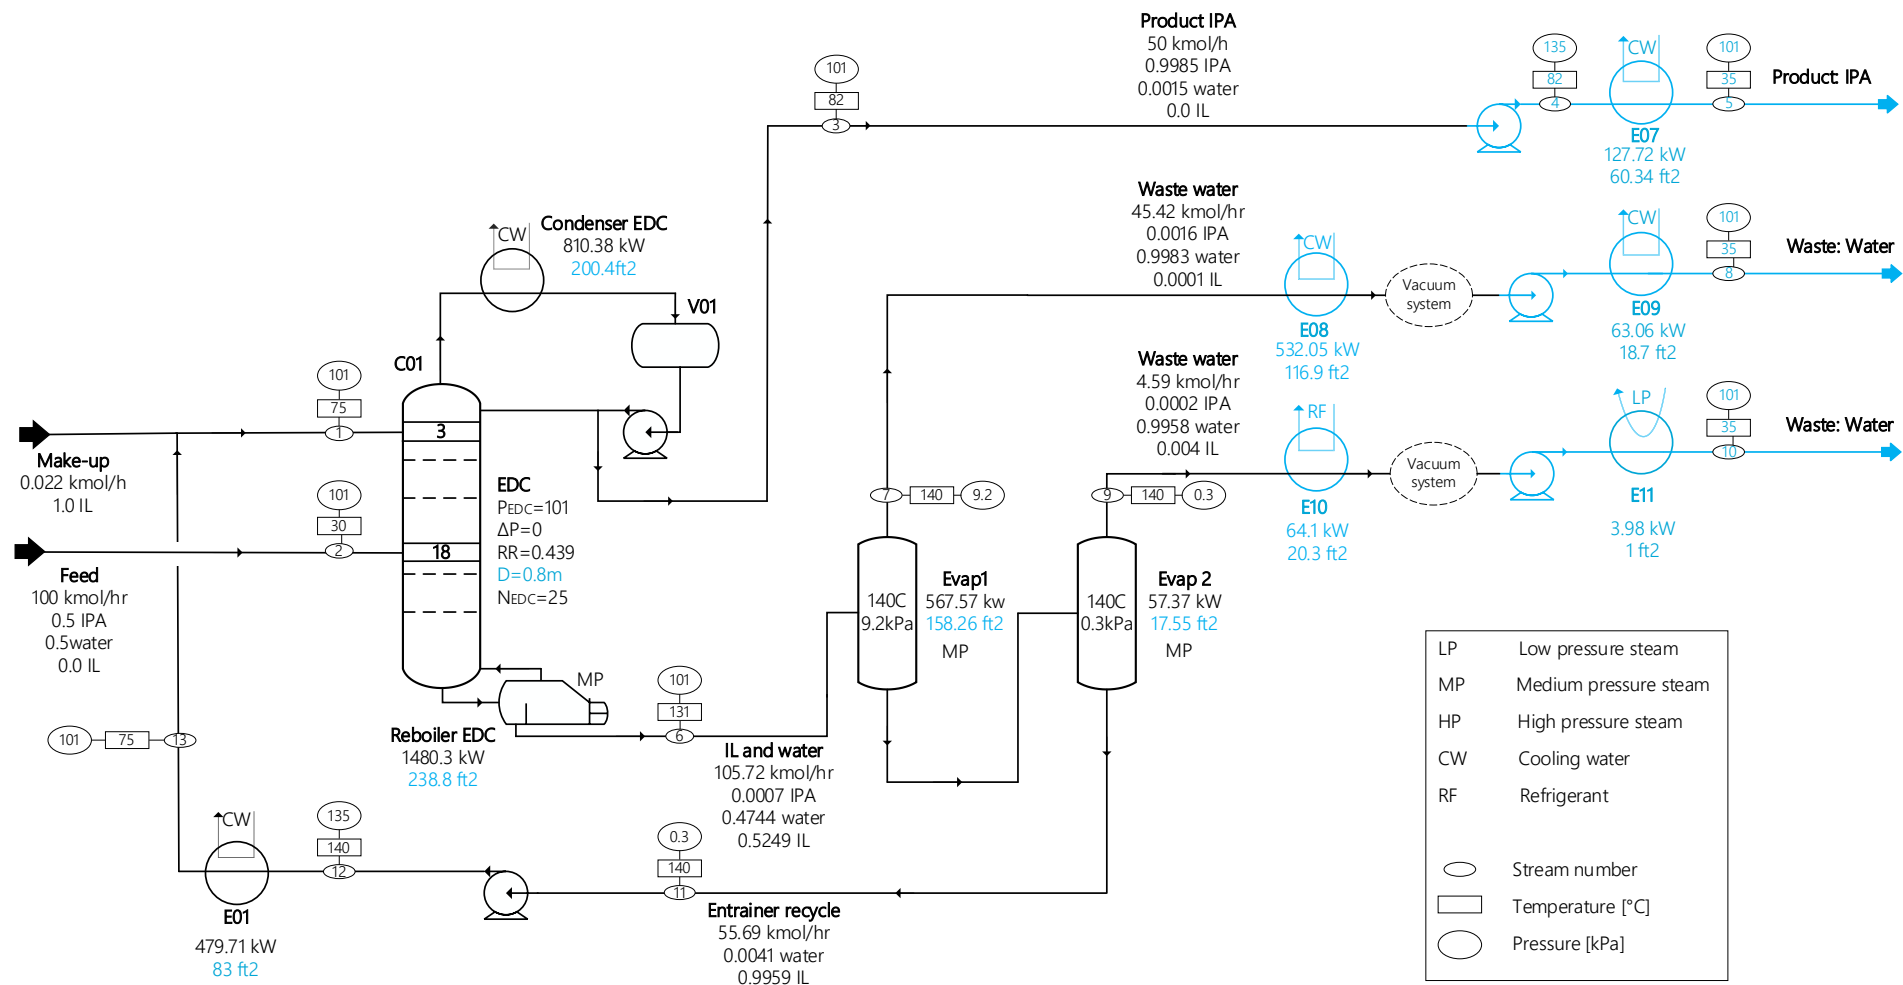 Product IPA
50 kmol/h
0.9985 IPA
0.0015 water
0.0 IL
101
82
3
135
82
4
CW
E07
127.72 kW
60.34 ft2
101
35
5
Product: IPA
Waste water
45.42 kmol/hr
0.0016 IPA
0.9983 water
0.0001 IL
CW
E08
532.05 kW
116.9 ft2
Vacuum
system
CW
E09
63.06 kW
18.7 ft2
101
35
8
Waste: Water
Condenser EDC
810.38 kW
200.4ft2
CW
V01
C01
101
75
1
Make-up
0.022 kmol/h
1.0 IL
3
Waste water
4.59 kmol/hr
0.0002 IPA
0.9958 water
0.004 IL
RF
E10
64.1 kW
20.3 ft2
Vacuum
system
LP
E11
3.98 kW
1 ft2
101
35
10
Waste: Water
101
30
2
Feed
100 kmol/hr
0.5 IPA
0.5water
0.0 IL
18
EDC
PEDC=101
ΔP=0
RR=0.439
D=0.8m
NEDC=25
7
140
9.2
9
140
0.3
140C
9.2kPa
Evap1
567.57 kw
158.26 ft2
MP
140C
0.3kPa
Evap 2
57.37 kW
17.55 ft2
MP
MP
Reboiler EDC
1480.3 kW
238.8 ft2
101
131
6
IL and water
105.72 kmol/hr
0.0007 IPA
0.4744 water
0.5249 IL
101
75
13
CW
E01
479.71 kW
83 ft2
135
140
12
0.3
140
11
Entrainer recycle
55.69 kmol/hr
0.0041 water
0.9959 IL
LP Low pressure steam
MP Medium pressure steam
HP High pressure steam
CW Cooling water
RF Refrigerant
Stream number
Temperature [°C]
Pressure [kPa]